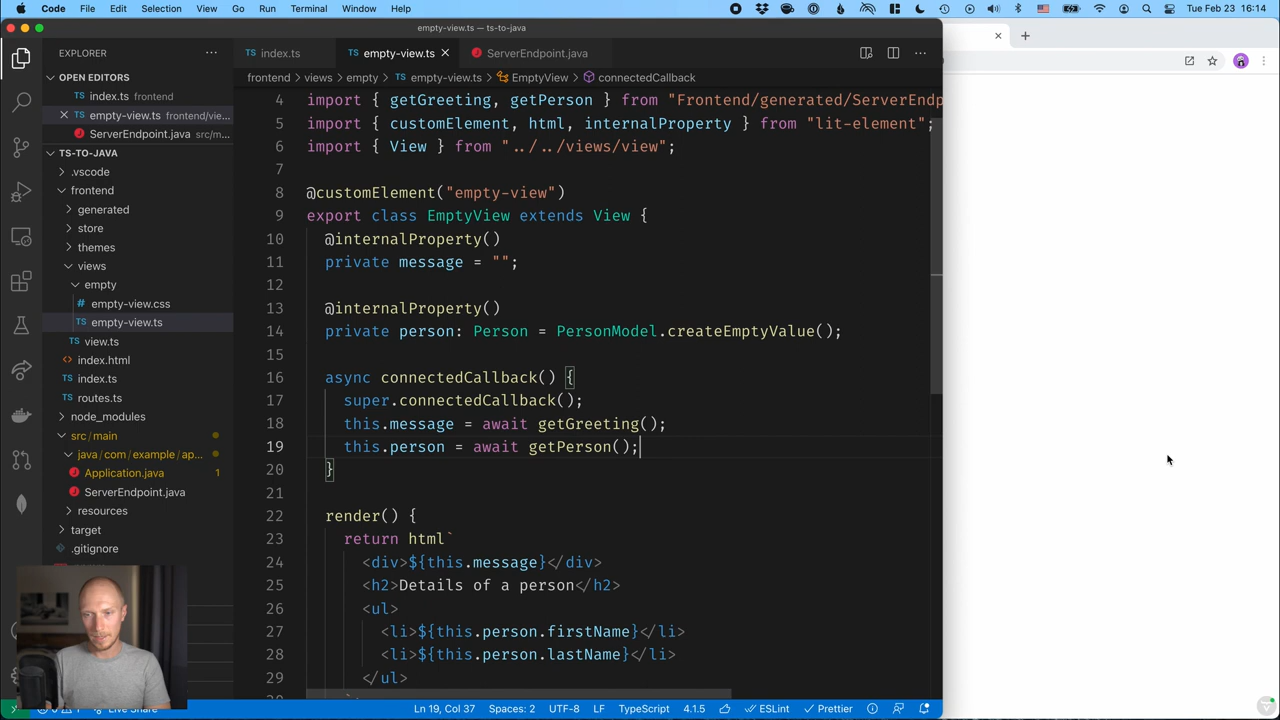 Code File Edit Selection View Go Run Terminal Window Help Tue Feb 23 16:14
empty-view.ts — ts-to-java
EXPLORER
index.ts
empty-view.ts
ServerEndpoint.java
OPEN EDITORS
frontend > views > empty > empty-view.ts > EmptyView > connectedCallback
index.ts frontend
empty-view.ts frontend/vie...
ServerEndpoint.java src/m...
TS-TO-JAVA
.vscode
frontend
generated
store
themes
views
empty
empty-view.css
empty-view.ts
view.ts
index.html
index.ts
routes.ts
node_modules
src/main
java/com/example/ap...
Application.java 1
ServerEndpoint.java
resources
target
.gitignore
4 import { getGreeting, getPerson } from "Frontend/generated/ServerEndp
5 import { customElement, html, internalProperty } from "lit-element";
6 import { View } from "../../views/view";
7
8 @customElement("empty-view")
9 export class EmptyView extends View {
10 @internalProperty()
11 private message = "";
12
13 @internalProperty()
14 private person: Person = PersonModel.createEmptyValue();
15
16 async connectedCallback() {
17 super.connectedCallback();
18 this.message = await getGreeting();
19 this.person = await getPerson();
20 }
21
22 render() {
23 return html`
24 <div>${this.message}</div>
25 <h2>Details of a person</h2>
26 <ul>
27 <li>${this.person.firstName}</li>
28 <li>${this.person.lastName}</li>
29 </ul>
Live Share Ln 19, Col 37 Spaces: 2 UTF-8 LF TypeScript 4.1.5 ESLint Prettier